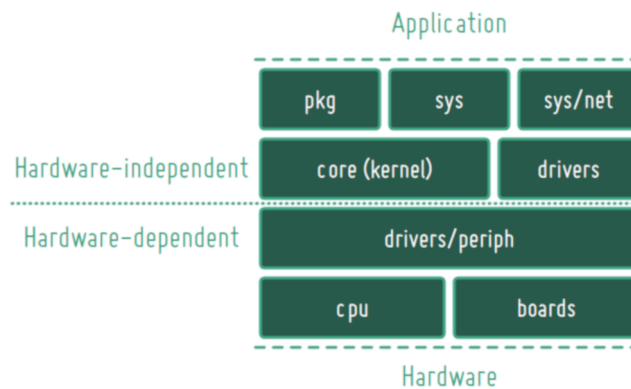 Application
pkg
sys
sys/net
Hardware-independent
core (kernel)
drivers
Hardware-dependent
drivers/periph
cpu
boards
Hardware